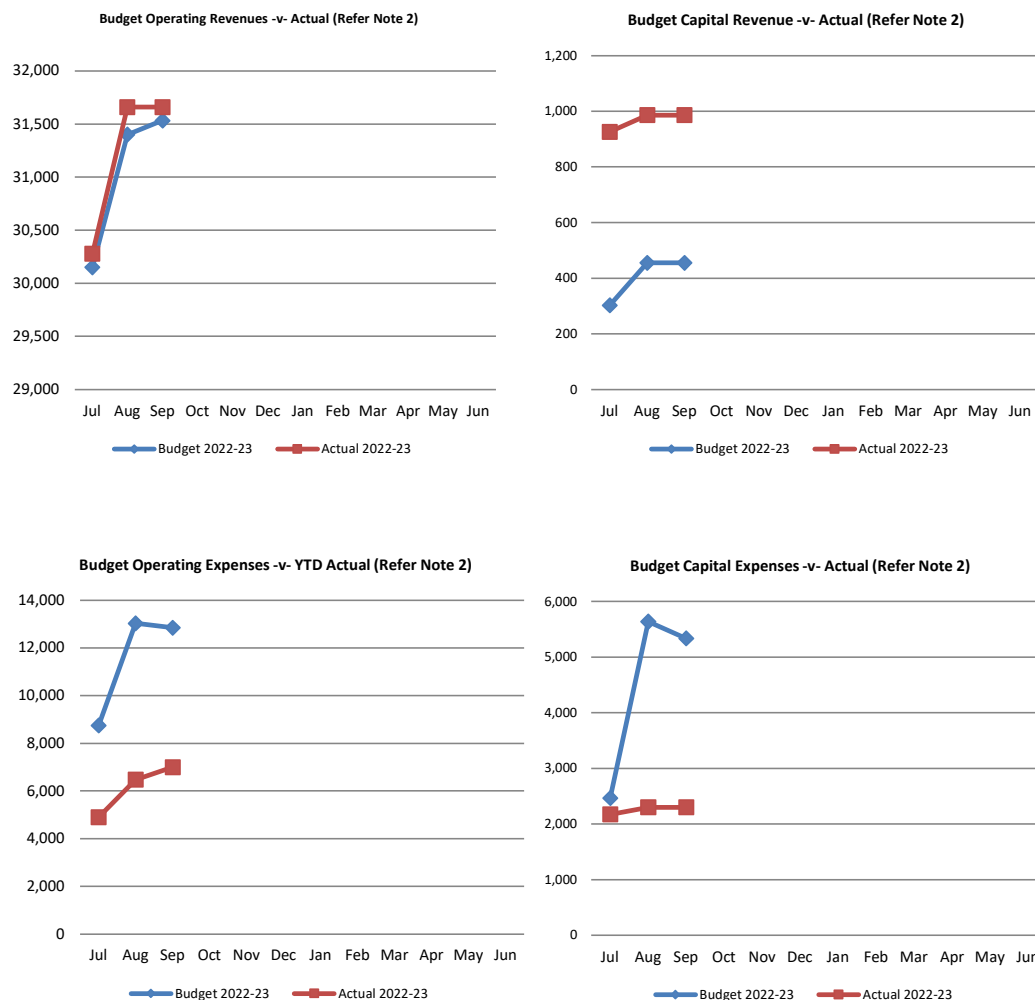 Budget Operating Revenues -v- Actual (Refer Note 2)
32,000
31,500
31,000
30,500
30,000
29,500
29,000
Jul Aug Sep Oct Nov Dec Jan Feb Mar Apr May Jun
Budget 2022-23 Actual 2022-23
Budget Capital Revenue -v- Actual (Refer Note 2)
1,200
1,000
800
600
400
200
0
Jul Aug Sep Oct Nov Dec Jan Feb Mar Apr May Jun
Budget 2022-23 Actual 2022-23
Budget Operating Expenses -v- YTD Actual (Refer Note 2)
14,000
12,000
10,000
8,000
6,000
4,000
2,000
0
Jul Aug Sep Oct Nov Dec Jan Feb Mar Apr May Jun
Budget 2022-23 Actual 2022-23
Budget Capital Expenses -v- Actual (Refer Note 2)
6,000
5,000
4,000
3,000
2,000
1,000
0
Jul Aug Sep Oct Nov Dec Jan Feb Mar Apr May Jun
Budget 2022-23 Actual 2022-23